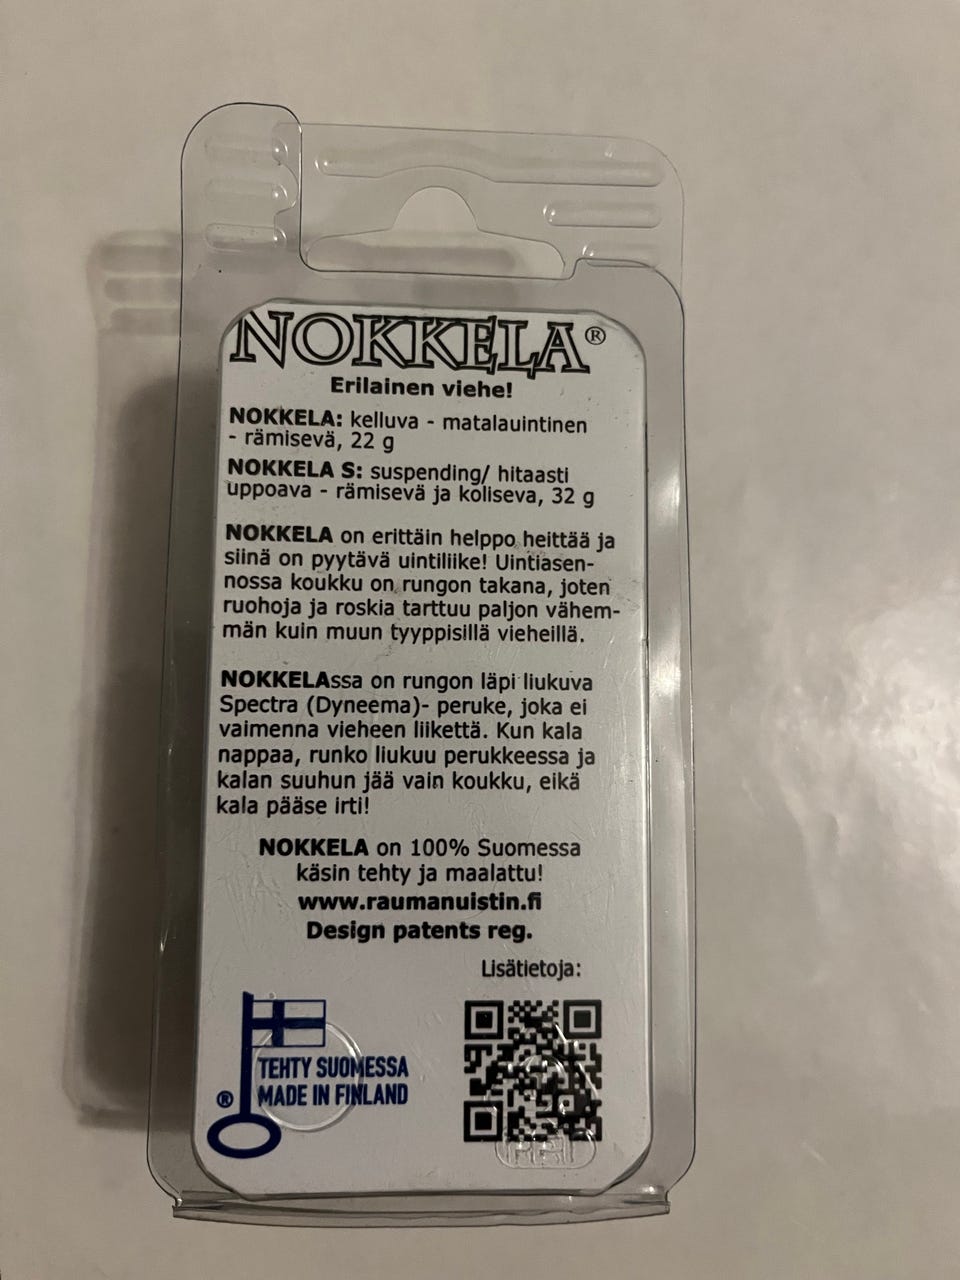 NOKKELA®
Erilainen viehe!
NOKKELA: kelluva - matalauintinen
- rämisevä, 22 g
NOKKELA S: suspending/ hitaasti
uppoava - rämisevä ja koliseva, 32 g
NOKKELA on erittäin helppo heittää ja
siinä on pyytävä uintiliike! Uintiasen-
nossa koukku on rungon takana, joten
ruohoja ja roskia tarttuu paljon vähem-
män kuin muun tyyppisillä vieheillä.
NOKKELAssa on rungon läpi liukuva
Spectra (Dyneema)- peruke, joka ei
vaimenna vieheen liikettä. Kun kala
nappaa, runko liukuu perukkeessa ja
kalan suuhun jää vain koukku, eikä
kala pääse irti!
NOKKELA on 100% Suomessa
käsin tehty ja maalattu!
www.raumanuistin.fi
Design patents reg.
Lisätietoja:
TEHTY SUOMESSA
® MADE IN FINLAND